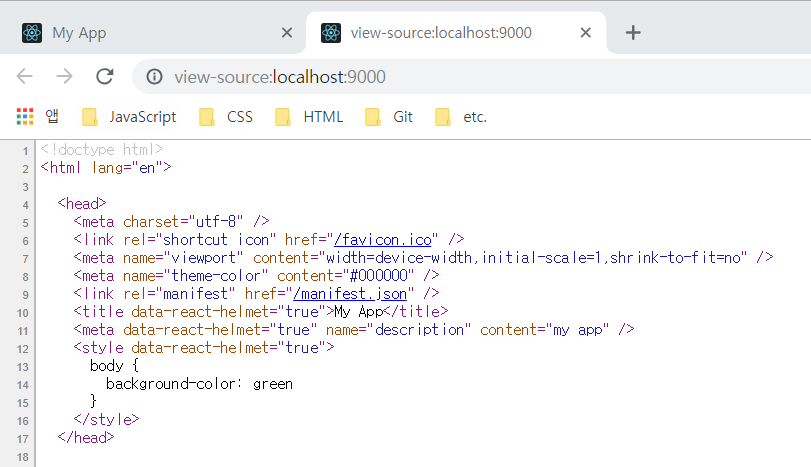 My App
view-source:localhost:9000
view-source:localhost:9000
앱 JavaScript CSS HTML Git etc.
1 <!doctype html>
2 <html lang="en">
3
4 <head>
5 <meta charset="utf-8" />
6 <link rel="shortcut icon" href="/favicon.ico" />
7 <meta name="viewport" content="width=device-width,initial-scale=1,shrink-to-fit=no" />
8 <meta name="theme-color" content="#000000" />
9 <link rel="manifest" href="/manifest.json" />
10 <title data-react-helmet="true">My App</title>
11 <meta data-react-helmet="true" name="description" content="my app" />
12 <style data-react-helmet="true">
13 body {
14 background-color: green
15 }
16 </style>
17 </head>
18